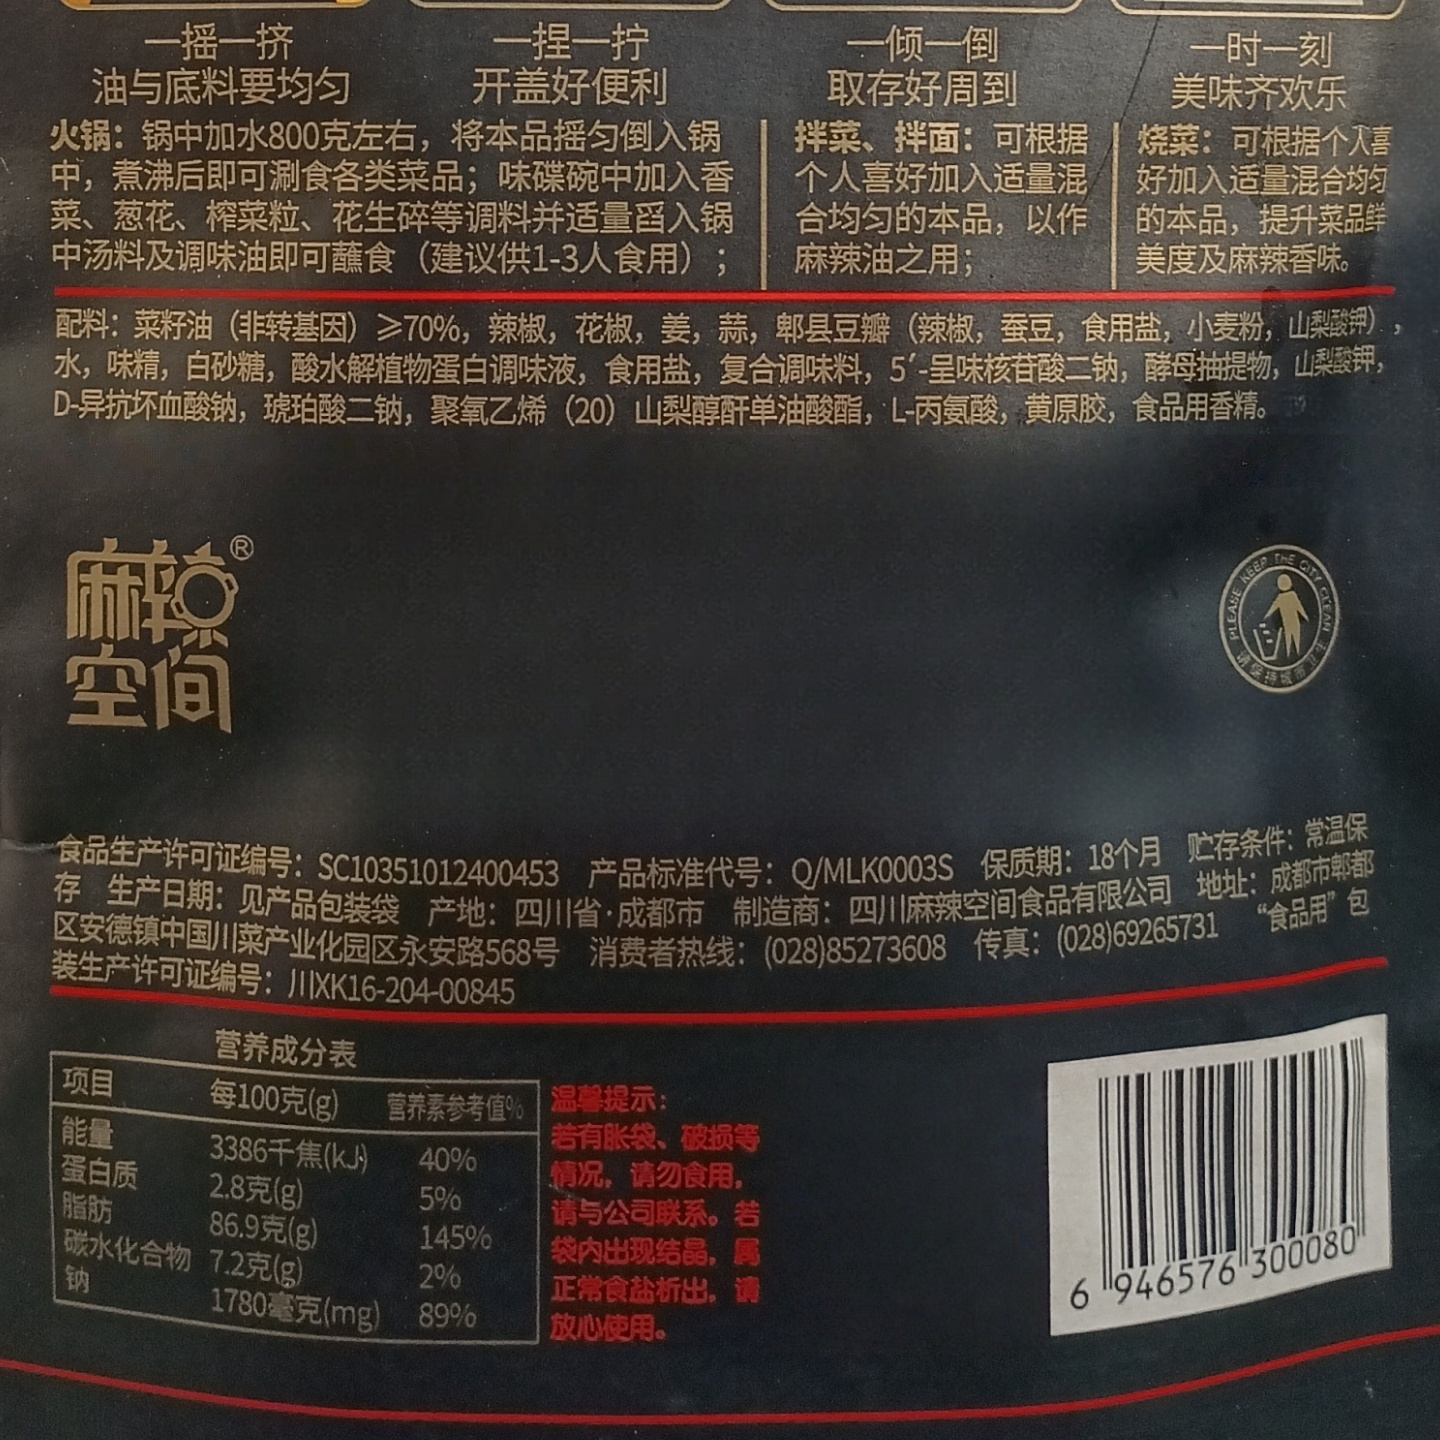 一摇一挤
油与底料要均匀
一捏一拧
开盖好便利
一倾一倒
取存好周到
一时一刻
美味齐欢乐
火锅：锅中加水800克左右，将本品摇匀倒入锅
中，煮沸后即可涮食各类菜品；味碟碗中加入香
菜、葱花、榨菜粒、花生碎等调料并适量舀入锅
中汤料及调味油即可蘸食（建议供1-3人食用）；
拌菜、拌面：可根据
个人喜好加入适量混
合均匀的本品，以作
麻辣油之用；
烧菜：可根据个人喜
好加入适量混合均匀
的本品，提升菜品鲜
美度及麻辣香味。
配料：菜籽油（非转基因）≥70%，辣椒，花椒，姜，蒜，郫县豆瓣（辣椒，蚕豆，食用盐，小麦粉，山梨酸钾），
水，味精，白砂糖，酸水解植物蛋白调味液，食用盐，复合调味料，5′-呈味核苷酸二钠，酵母抽提物，山梨酸钾，
D-异抗坏血酸钠，琥珀酸二钠，聚氧乙烯（20）山梨醇酐单油酸酯，L-丙氨酸，黄原胶，食品用香精。
麻辣®
空间
PLEASE KEEP THE CITY CLEAN
请保持城市卫生
食品生产许可证编号：SC10351012400453 产品标准代号：Q/MLK0003S 保质期：18个月 贮存条件：常温保
存 生产日期：见产品包装袋 产地：四川省·成都市 制造商：四川麻辣空间食品有限公司 地址：成都市郫都
区安德镇中国川菜产业化园区永安路568号 消费者热线：(028)85273608 传真：(028)69265731 “食品用”包
装生产许可证编号：川XK16-204-00845
营养成分表
项目 每100克(g) 营养素参考值%
能量 3386千焦(kJ) 40%
蛋白质 2.8克(g) 5%
脂肪 86.9克(g) 145%
碳水化合物 7.2克(g) 2%
钠 1780毫克(mg) 89%
温馨提示：
若有胀袋、破损等
情况，请勿食用，
请与公司联系。若
袋内出现结晶，属
正常食盐析出，请
放心使用。
6 946576 300080